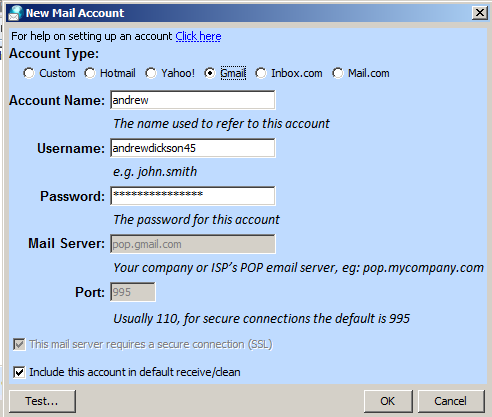 New Mail Account
For help on setting up an account Click here
Account Type:
Custom Hotmail Yahoo! Gmail Inbox.com Mail.com
Account Name: andrew
The name used to refer to this account
Username: andrewdickson45
e.g. john.smith
Password: ***************
The password for this account
Mail Server: pop.gmail.com
Your company or ISP's POP email server, eg: pop.mycompany.com
Port: 995
Usually 110, for secure connections the default is 995
This mail server requires a secure connection (SSL)
Include this account in default receive/clean
Test... OK Cancel